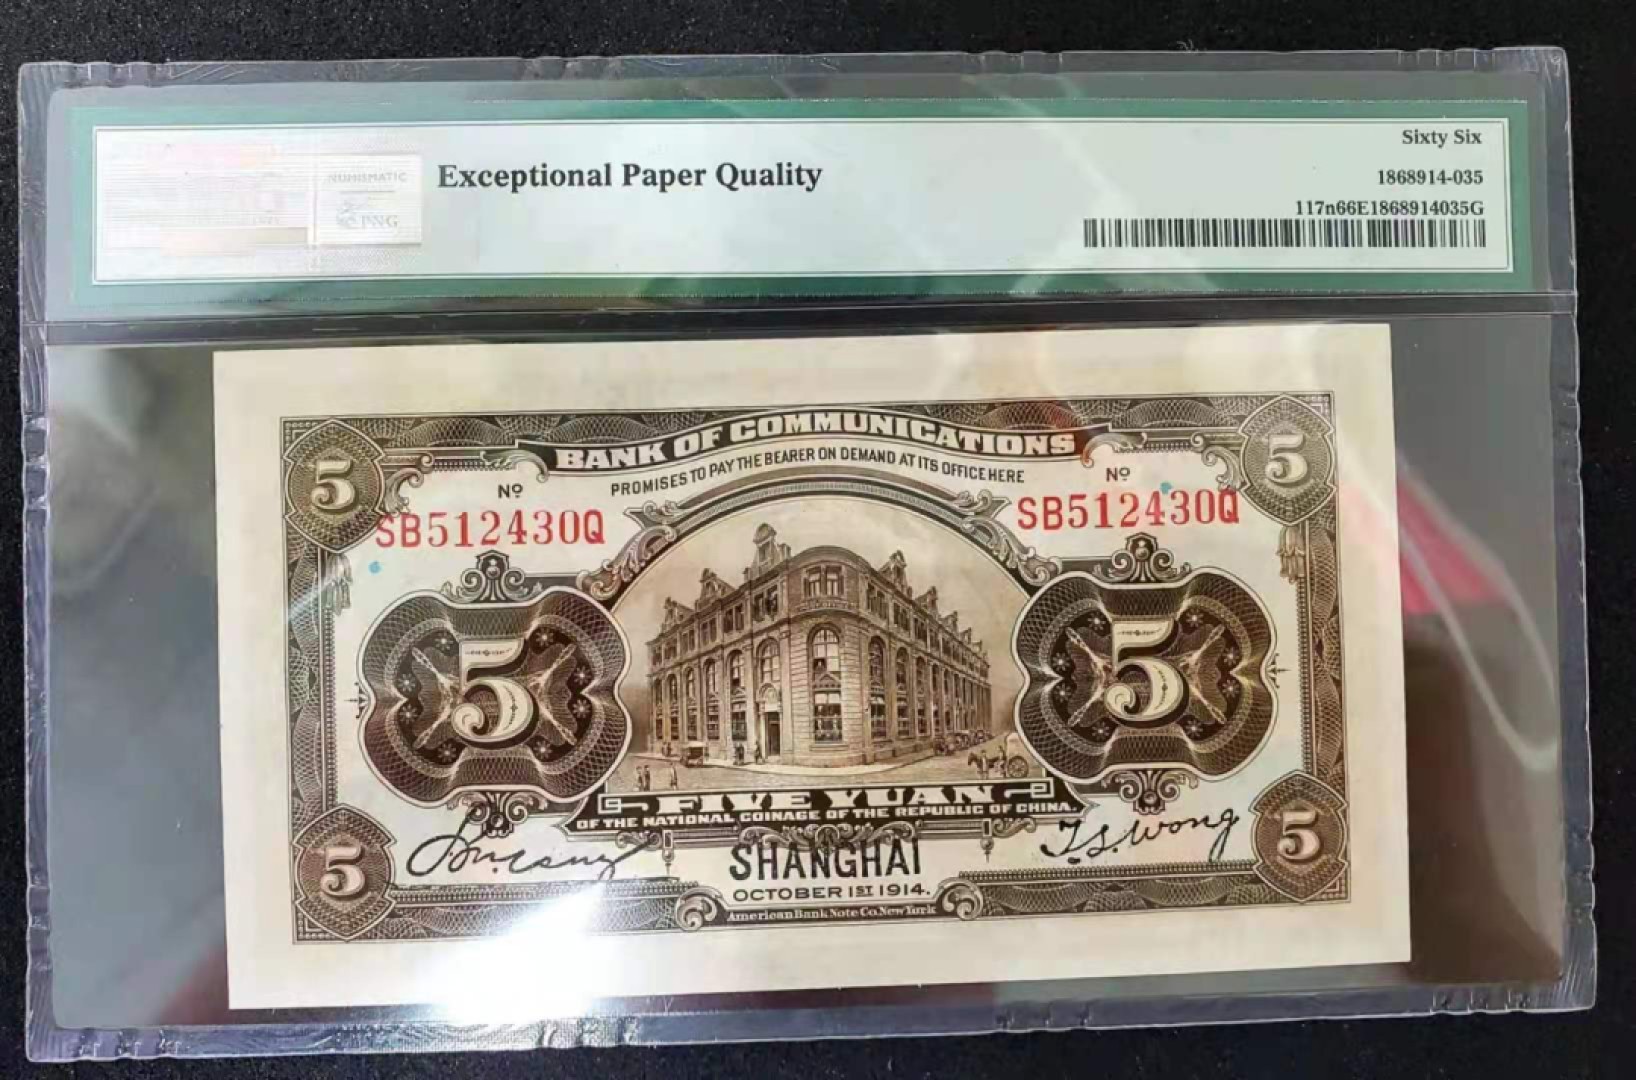 Sixty Six
NUMISMATIC
Exceptional Paper Quality
1868914-035
PNG
117n66E1868914035G
BANK OF COMMUNICATIONS
PROMISES TO PAY THE BEARER ON DEMAND AT ITS OFFICE HERE
5
5
Nº
Nº
SB512430Q
SB512430Q
5
5
FIVE YUAN
OF THE NATIONAL COINAGE OF THE REPUBLIC OF CHINA.
T.S. Wong
5
5
SHANGHAI
OCTOBER 1ST 1914.
American Bank Note Co. New York